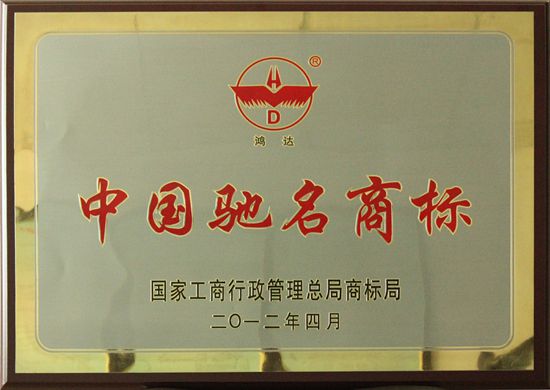 H
D
®
鸿达
中国驰名商标
国家工商行政管理总局商标局
二〇一二年四月